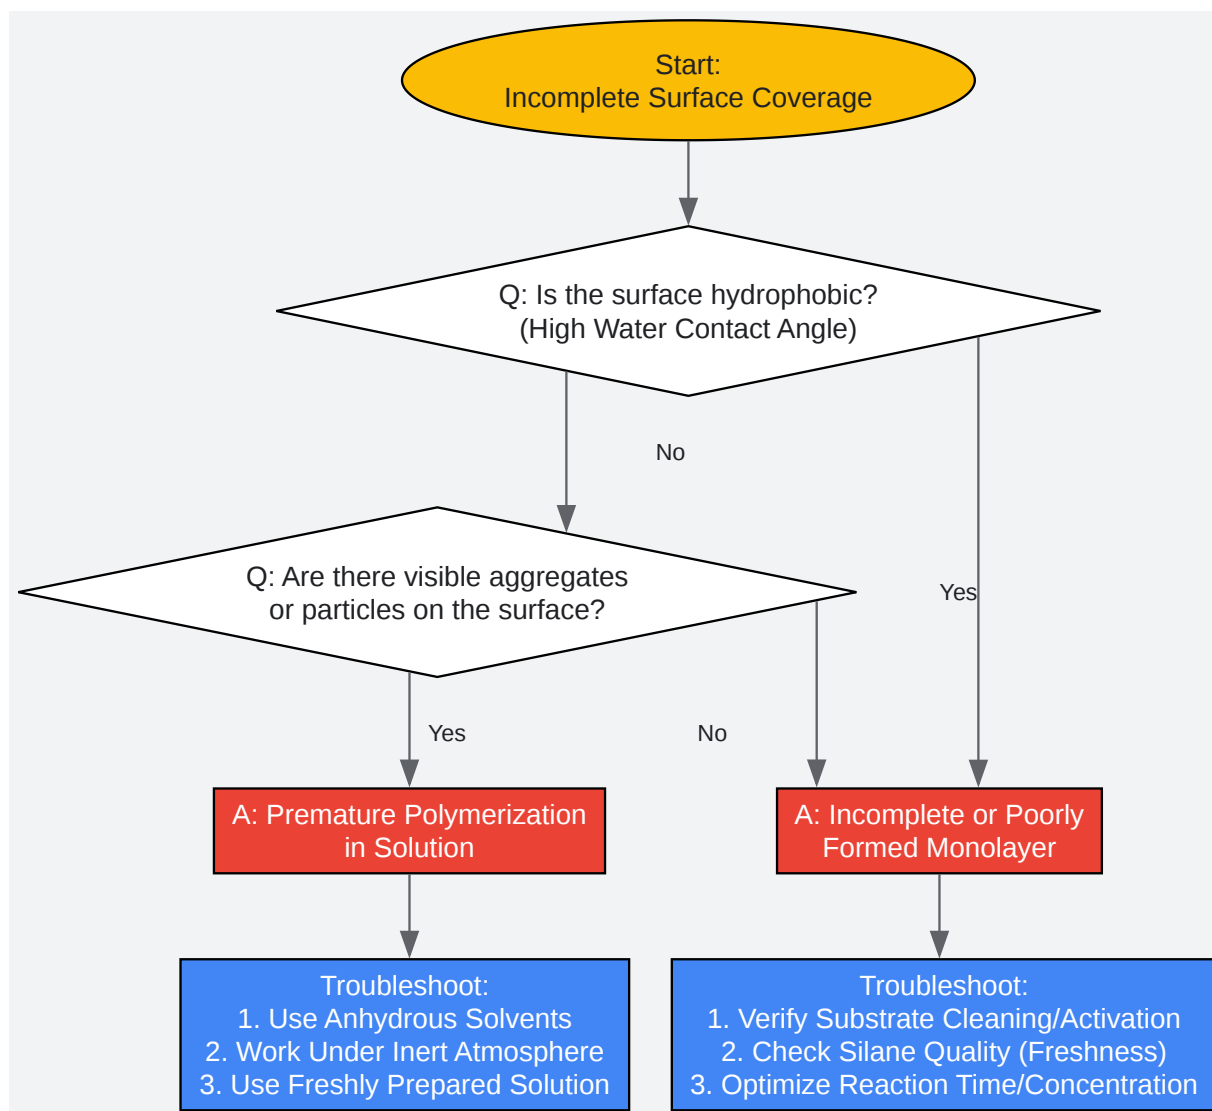 Start:
Incomplete Surface Coverage
Q: Is the surface hydrophobic?
(High Water Contact Angle)
No
Q: Are there visible aggregates
or particles on the surface?
Yes
Yes
No
A: Premature Polymerization
in Solution
A: Incomplete or Poorly
Formed Monolayer
Troubleshoot:
1. Use Anhydrous Solvents
2. Work Under Inert Atmosphere
3. Use Freshly Prepared Solution
Troubleshoot:
1. Verify Substrate Cleaning/Activation
2. Check Silane Quality (Freshness)
3. Optimize Reaction Time/Concentration